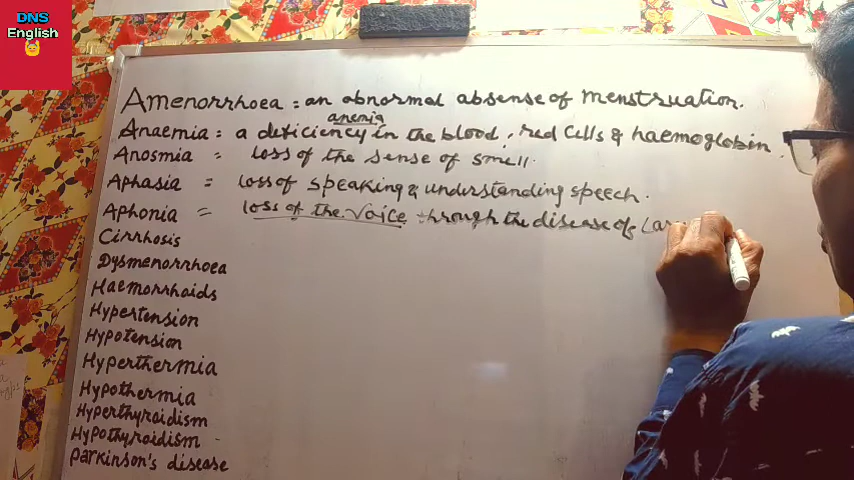 DNS
English
Amenorrhoea : an abnormal absense of menstruation.
anemia
Anaemia : a deficiency in the blood, red cells & haemoglobin.
Anosmia = loss of the sense of smell.
Aphasia = loss of speaking & understanding speech.
Aphonia = loss of the voice through the disease of Lar
Cirrhosis
Dysmenorrhoea
Haemorrhoids
Hypertension
Hypotension
Hyperthermia
Hypothermia
Hyperthyroidism
Hypothyroidism
Parkinson's disease